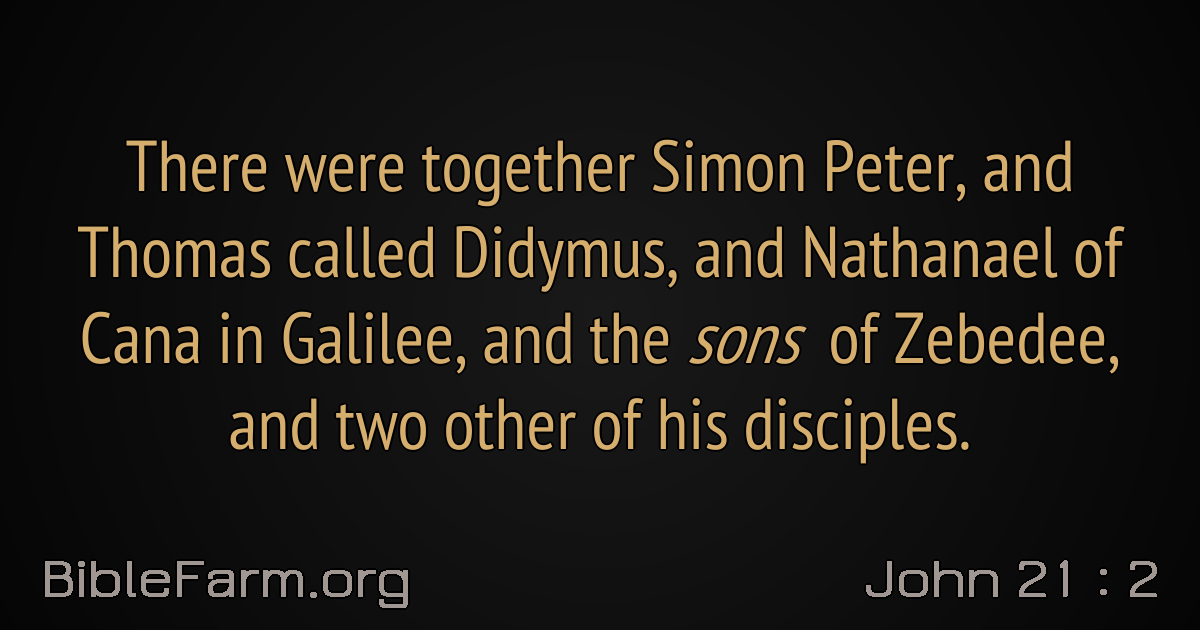 There were together Simon Peter, and
Thomas called Didymus, and Nathanael of
Cana in Galilee, and the sons of Zebedee,
and two other of his disciples.
BibleFarm.org
John 21 : 2